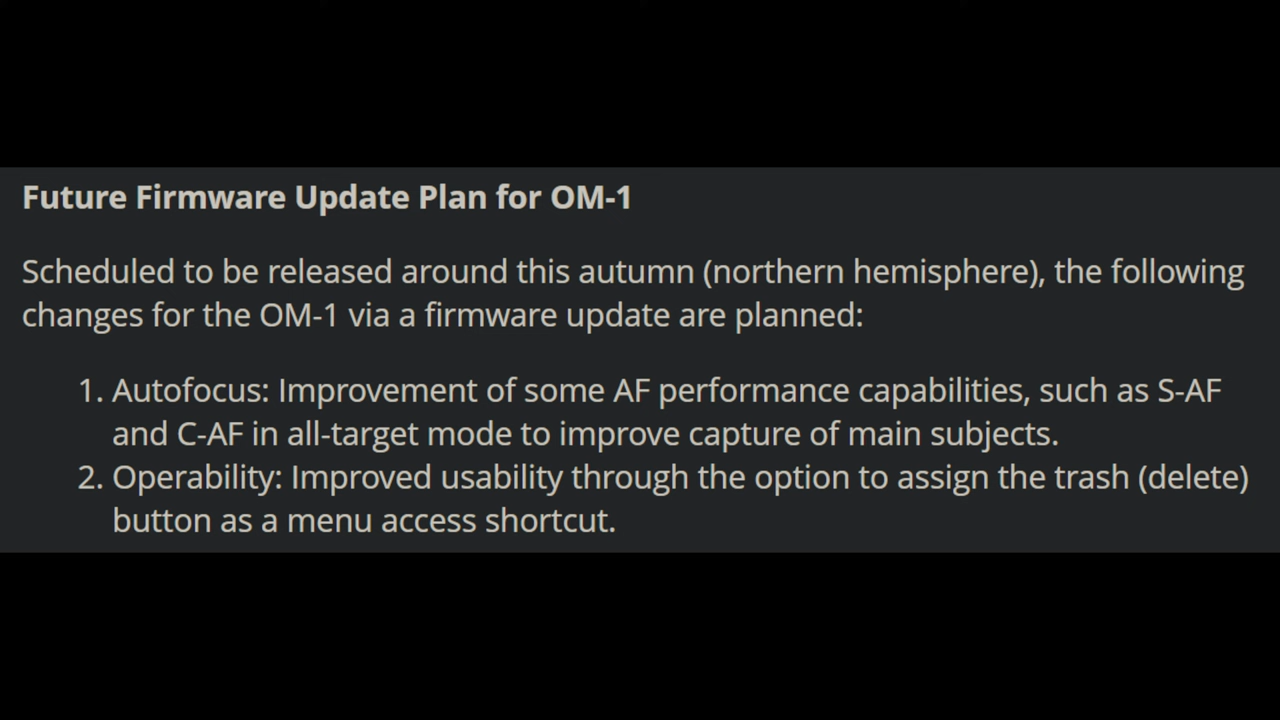 Future Firmware Update Plan for OM-1
Scheduled to be released around this autumn (northern hemisphere), the following
changes for the OM-1 via a firmware update are planned:
1. Autofocus: Improvement of some AF performance capabilities, such as S-AF
and C-AF in all-target mode to improve capture of main subjects.
2. Operability: Improved usability through the option to assign the trash (delete)
button as a menu access shortcut.